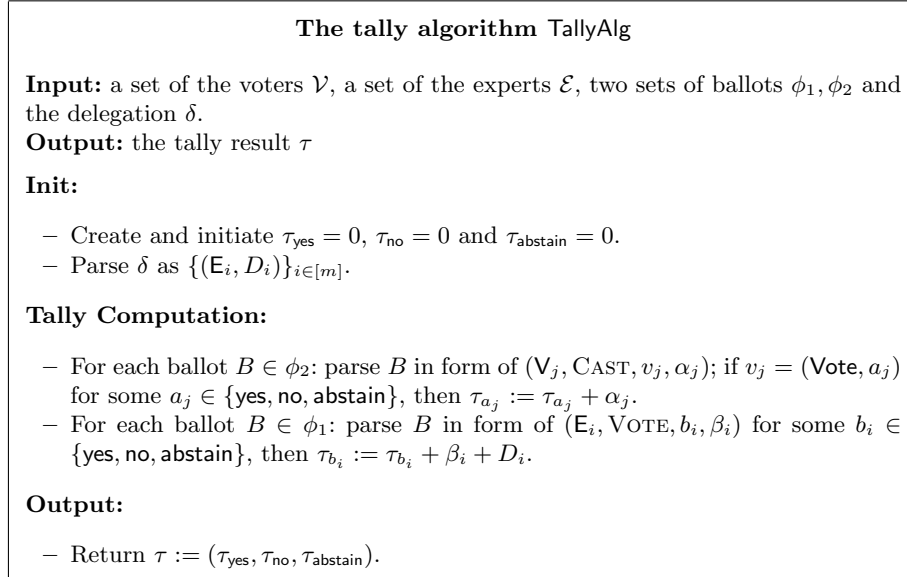 The tally algorithm TallyAlg
Input: a set of the voters 𝒱, a set of the experts ℰ, two sets of ballots ϕ₁, ϕ₂ and
the delegation δ.
Output: the tally result τ
Init:
– Create and initiate τ_yes = 0, τ_no = 0 and τ_abstain = 0.
– Parse δ as {(E_i, D_i)}_{i∈[m]}.
Tally Computation:
– For each ballot B ∈ ϕ₂: parse B in form of (V_j, CAST, v_j, α_j); if v_j = (Vote, a_j)
for some a_j ∈ {yes, no, abstain}, then τ_{a_j} := τ_{a_j} + α_j.
– For each ballot B ∈ ϕ₁: parse B in form of (E_i, VOTE, b_i, β_i) for some b_i ∈
{yes, no, abstain}, then τ_{b_i} := τ_{b_i} + β_i + D_i.
Output:
– Return τ := (τ_yes, τ_no, τ_abstain).